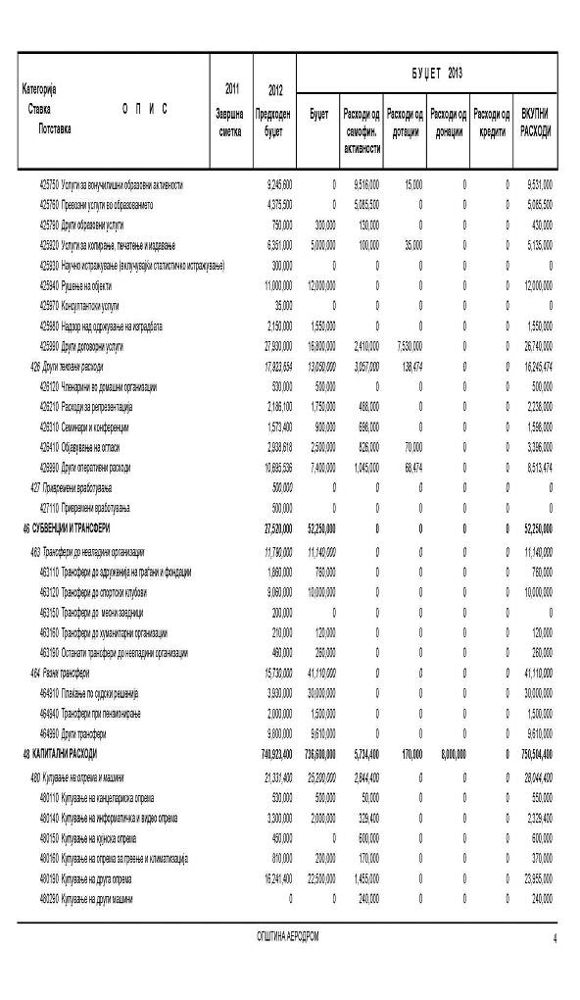 Б У Џ Е Т 2013
Категорија 2011 2012
Ставка О П И С Завршна Предходен Буџет Расходи од Расходи од Расходи од Расходи од ВКУПНИ
Потставка сметка буџет самофин. дотации донации кредити РАСХОДИ
активности
425750 Услуги за вонучилишни образовни активности 9,245,600 0 9,516,000 15,000 0 0 9,531,000
425760 Превозни услуги во образованието 4,375,500 0 5,085,500 0 0 0 5,085,500
425790 Други образовни услуги 750,000 300,000 130,000 0 0 0 430,000
425920 Услуги за копирање, печатење и издавање 6,351,000 5,000,000 100,000 35,000 0 0 5,135,000
425930 Научно истражување (вклучувајќи статистичко истражување) 300,000 0 0 0 0 0 0
425940 Рушење на објекти 11,000,000 12,000,000 0 0 0 0 12,000,000
425970 Консултантски услуги 35,000 0 0 0 0 0 0
425980 Надзор над одржување на изградбата 2,150,000 1,550,000 0 0 0 0 1,550,000
425990 Други договорни услуги 27,930,000 16,800,000 2,410,000 7,530,000 0 0 26,740,000
426 Други тековни расходи 17,923,654 13,050,000 3,057,000 138,474 0 0 16,245,474
426120 Членарини во домашни организации 530,000 500,000 0 0 0 0 500,000
426210 Расходи за репрезентација 2,186,100 1,750,000 488,000 0 0 0 2,238,000
426310 Семинари и конференции 1,573,400 900,000 698,000 0 0 0 1,598,000
426410 Објавување на огласи 2,938,618 2,500,000 826,000 70,000 0 0 3,396,000
426990 Други оперативни расходи 10,695,536 7,400,000 1,045,000 68,474 0 0 8,513,474
427 Привремени вработувања 500,000 0 0 0 0 0 0
427110 Привремени вработувања 500,000 0 0 0 0 0 0
46 СУБВЕНЦИИ И ТРАНСФЕРИ 27,520,000 52,250,000 0 0 0 0 52,250,000
463 Трансфери до невладини организации 11,790,000 11,140,000 0 0 0 0 11,140,000
463110 Трансфери до здруженија на граѓани и фондации 1,860,000 760,000 0 0 0 0 760,000
463120 Трансфери до спортски клубови 9,060,000 10,000,000 0 0 0 0 10,000,000
463150 Трансфери до месни заедници 200,000 0 0 0 0 0 0
463160 Трансфери до хуманитарни организации 210,000 120,000 0 0 0 0 120,000
463190 Останати трансфери до невладини организации 460,000 260,000 0 0 0 0 260,000
464 Разни трансфери 15,730,000 41,110,000 0 0 0 0 41,110,000
464910 Плаќање по судски решенија 3,930,000 30,000,000 0 0 0 0 30,000,000
464940 Трансфери при пензионирање 2,000,000 1,500,000 0 0 0 0 1,500,000
464990 Други трансфери 9,800,000 9,610,000 0 0 0 0 9,610,000
48 КАПИТАЛНИ РАСХОДИ 740,923,400 736,600,000 5,734,400 170,000 8,000,000 0 750,504,400
480 Купување на опрема и машини 21,331,400 25,200,000 2,844,400 0 0 0 28,044,400
480110 Купување на канцелариска опрема 530,000 500,000 50,000 0 0 0 550,000
480140 Купување на информатичка и видео опрема 3,300,000 2,000,000 329,400 0 0 0 2,329,400
480150 Купување на кујнска опрема 450,000 0 600,000 0 0 0 600,000
480160 Купување на опрема за греење и климатизација 810,000 200,000 170,000 0 0 0 370,000
480190 Купување на друга опрема 16,241,400 22,500,000 1,455,000 0 0 0 23,955,000
480290 Купување на други машини 0 0 240,000 0 0 0 240,000
ОПШТИНА АЕРОДРОМ 4